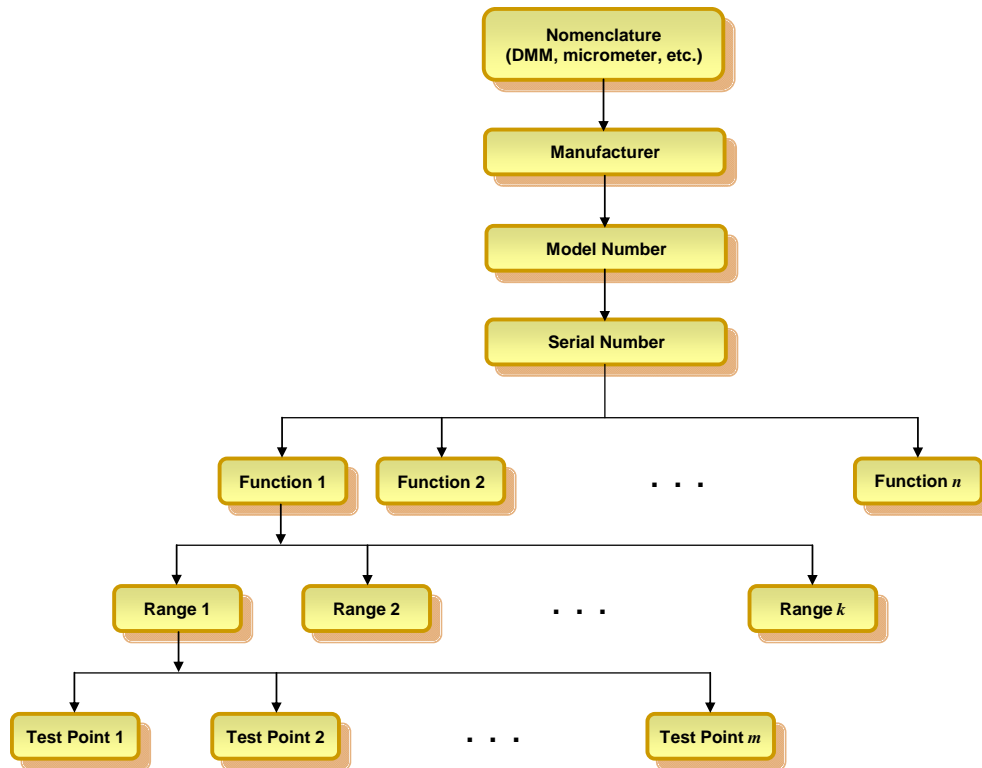 Nomenclature
(DMM, micrometer, etc.)
Manufacturer
Model Number
Serial Number
Function 1
Function 2
. . .
Function n
Range 1
Range 2
. . .
Range k
Test Point 1
Test Point 2
. . .
Test Point m